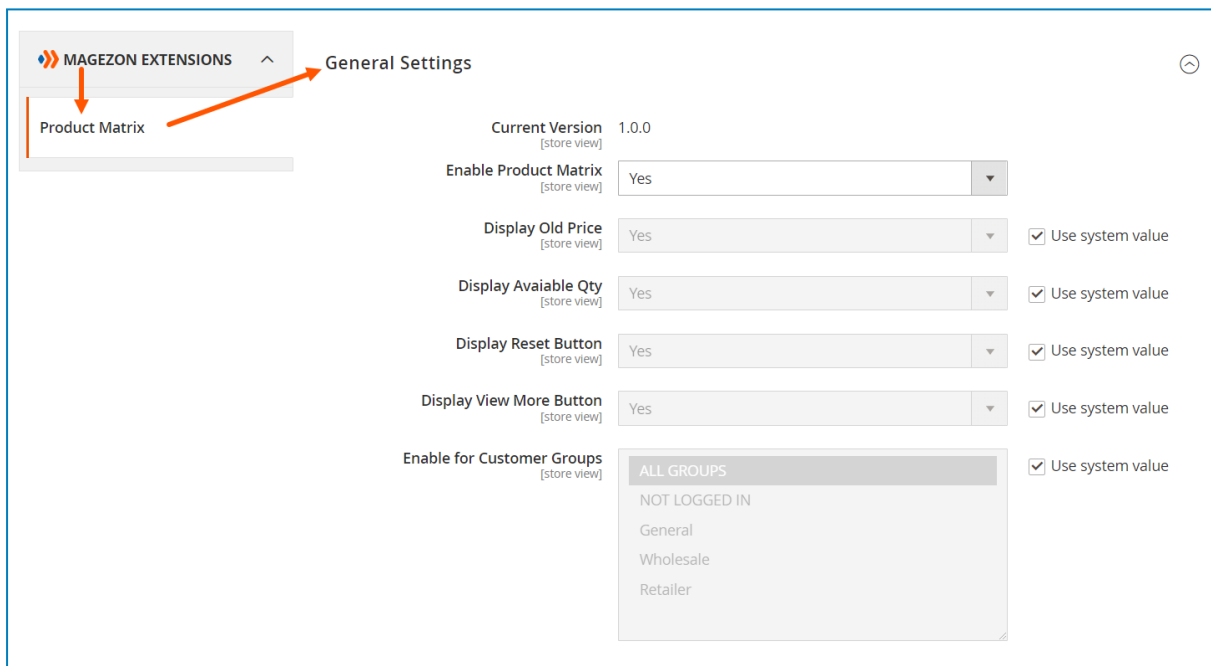 MAGEZON EXTENSIONS
Product Matrix
General Settings
Current Version 1.0.0
[store view]
Enable Product Matrix Yes
[store view]
Display Old Price Yes Use system value
[store view]
Display Avaiable Qty Yes Use system value
[store view]
Display Reset Button Yes Use system value
[store view]
Display View More Button Yes Use system value
[store view]
Enable for Customer Groups Use system value
[store view]
ALL GROUPS
NOT LOGGED IN
General
Wholesale
Retailer